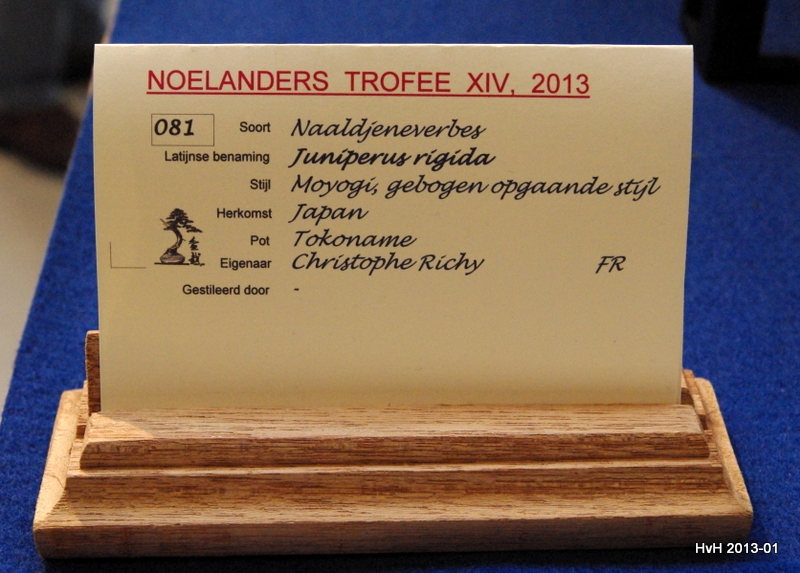 NOELANDERS TROFEE XIV, 2013
081 Soort Naaldjeneverbes
Latijnse benaming Juniperus rigida
Stijl Moyogi, gebogen opgaande stijl
Herkomst Japan
Pot Tokoname
Eigenaar Christophe Richy FR
Gestileerd door -
HvH 2013-01